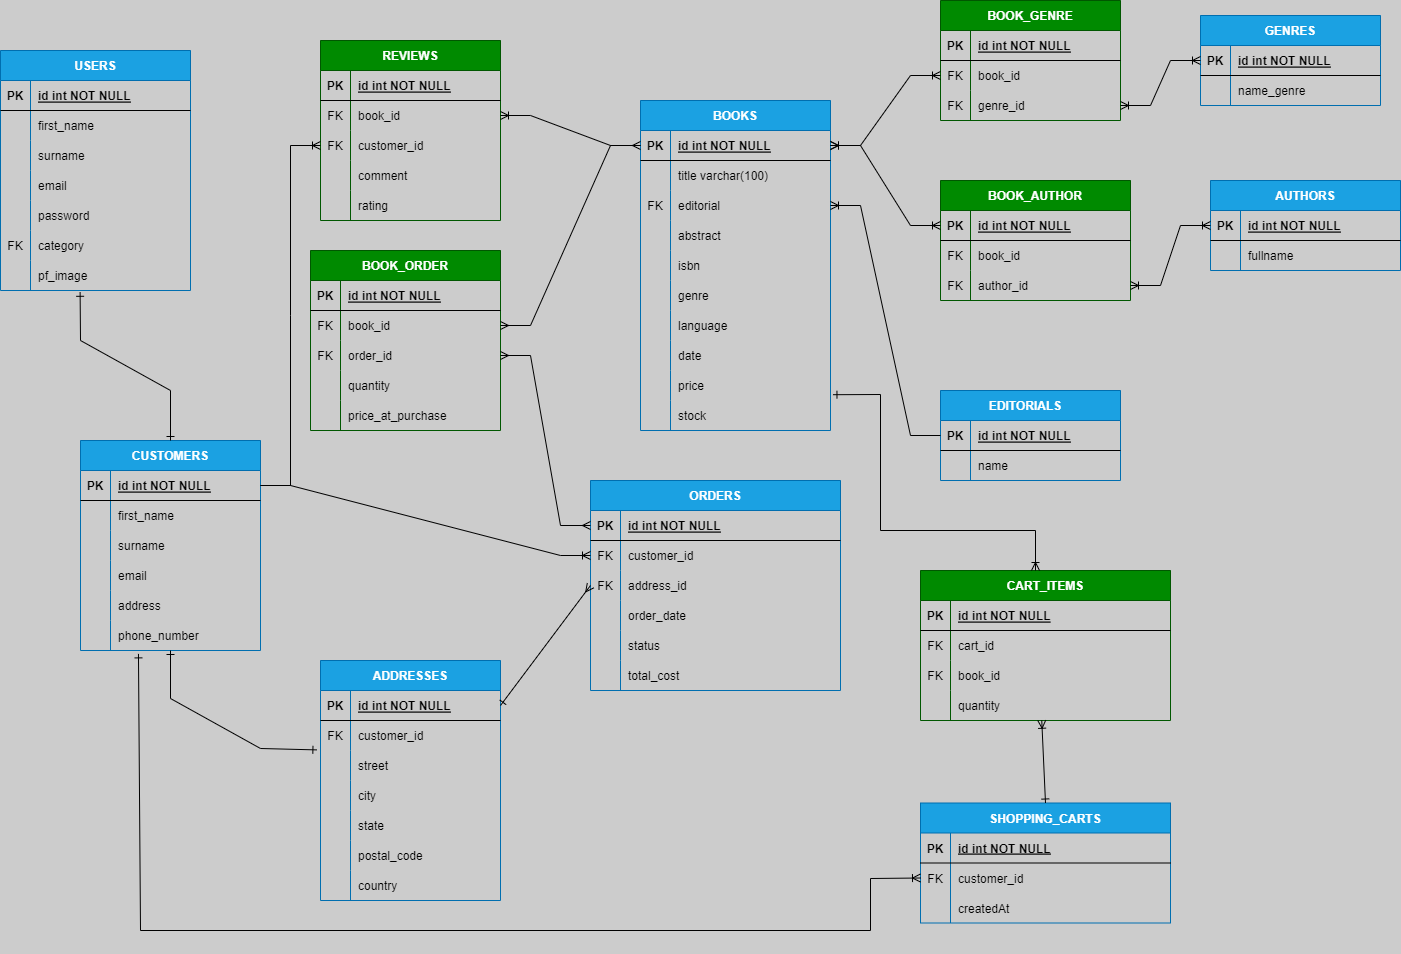 USERS
PK id int NOT NULL
first_name
surname
email
password
FK category
pf_image
REVIEWS
PK id int NOT NULL
FK book_id
FK customer_id
comment
rating
BOOK_ORDER
PK id int NOT NULL
FK book_id
FK order_id
quantity
price_at_purchase
BOOKS
PK id int NOT NULL
title varchar(100)
FK editorial
abstract
isbn
genre
language
date
price
stock
BOOK_GENRE
PK id int NOT NULL
FK book_id
FK genre_id
GENRES
PK id int NOT NULL
name_genre
BOOK_AUTHOR
PK id int NOT NULL
FK book_id
FK author_id
AUTHORS
PK id int NOT NULL
fullname
EDITORIALS
PK id int NOT NULL
name
CUSTOMERS
PK id int NOT NULL
first_name
surname
email
address
phone_number
ORDERS
PK id int NOT NULL
FK customer_id
FK address_id
order_date
status
total_cost
ADDRESSES
PK id int NOT NULL
FK customer_id
street
city
state
postal_code
country
CART_ITEMS
PK id int NOT NULL
FK cart_id
FK book_id
quantity
SHOPPING_CARTS
PK id int NOT NULL
FK customer_id
createdAt